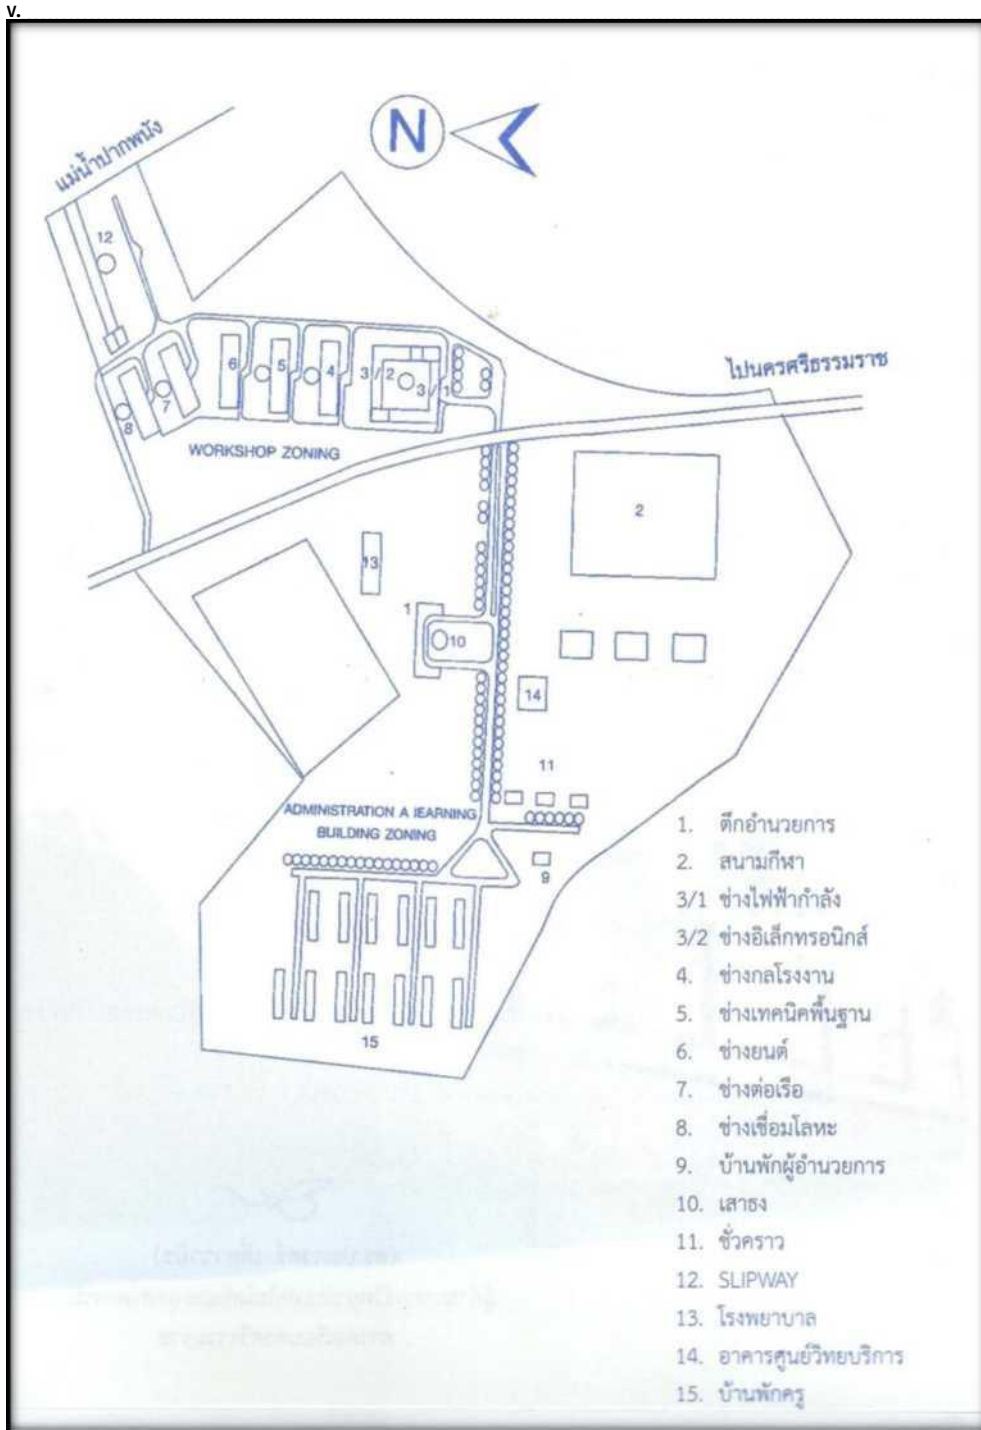 v.
N
แม่น้ำปากพนัง
12
ไปนครศรีธรรมราช
6
5
4
3/2
3/1
7
8
WORKSHOP ZONING
2
13
1
10
14
11
ADMINISTRATION A lEARNING
BUILDING ZONING
9
15
1. ตึกอำนวยการ
2. สนามกีฬา
3/1 ช่างไฟฟ้ากำลัง
3/2 ช่างอิเล็กทรอนิกส์
4. ช่างกลโรงงาน
5. ช่างเทคนิคพื้นฐาน
6. ช่างยนต์
7. ช่างต่อเรือ
8. ช่างเชื่อมโลหะ
9. บ้านพักผู้อำนวยการ
10. เสาธง
11. ชั่วคราว
12. SLIPWAY
13. โรงพยาบาล
14. อาคารศูนย์วิทยบริการ
15. บ้านพักครู